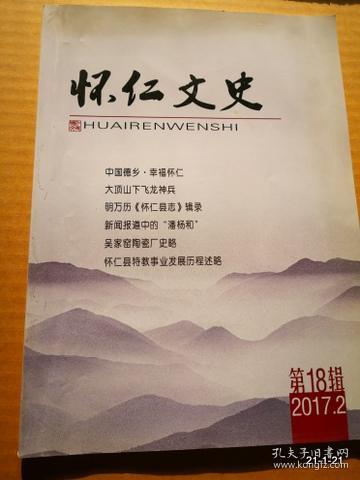 怀仁文史
HUAIRENWENSHI
中国德乡·幸福怀仁
大顶山下飞龙神兵
明万历《怀仁县志》辑录
新闻报道中的“潘杨和”
吴家窑陶瓷厂史略
怀仁县特教事业发展历程述略
第18辑
2017.2
21-1-21
孔夫子旧书网